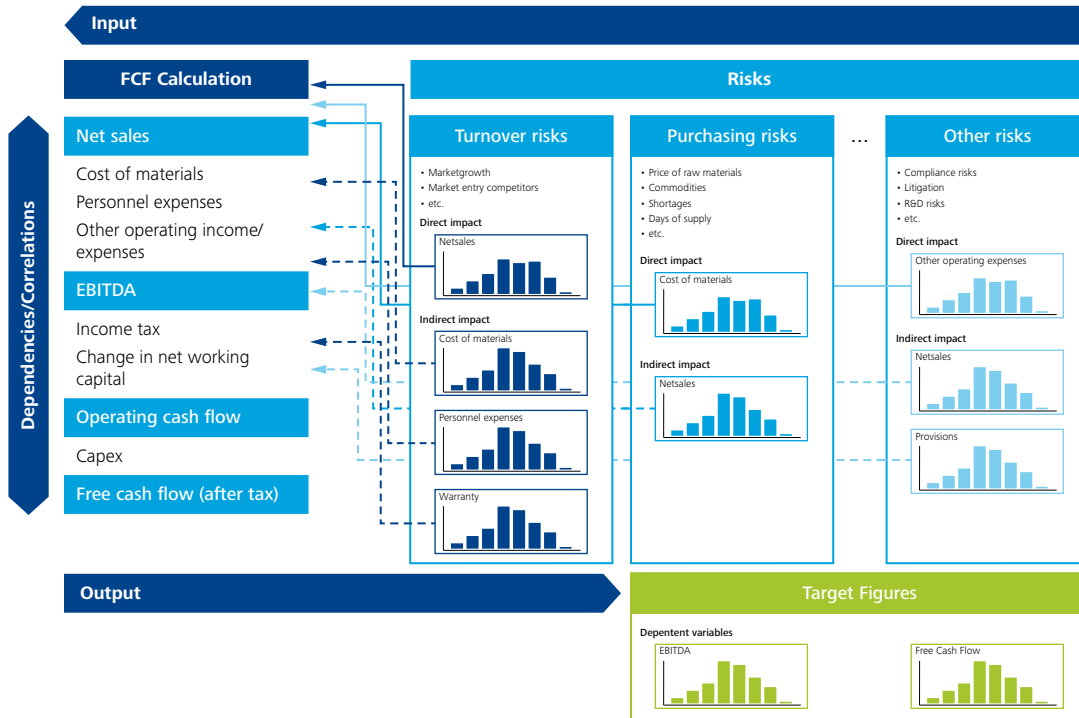 Input
FCF Calculation
Risks
Dependencies/Correlations
Net sales
Cost of materials
Personnel expenses
Other operating income/
expenses
EBITDA
Income tax
Change in net working
capital
Operating cash flow
Capex
Free cash flow (after tax)
Turnover risks
• Marketgrowth
• Market entry competitors
• etc.
Direct impact
Netsales
Indirect impact
Cost of materials
Personnel expenses
Warranty
Purchasing risks
• Price of raw materials
• Commodities
• Shortages
• Days of supply
• etc.
Direct impact
Cost of materials
Indirect impact
Netsales
...
Other risks
• Compliance risks
• Litigation
• R&D risks
• etc.
Direct impact
Other operating expenses
Indirect impact
Netsales
Provisions
Output
Target Figures
Depentent variables
EBITDA
Free Cash Flow